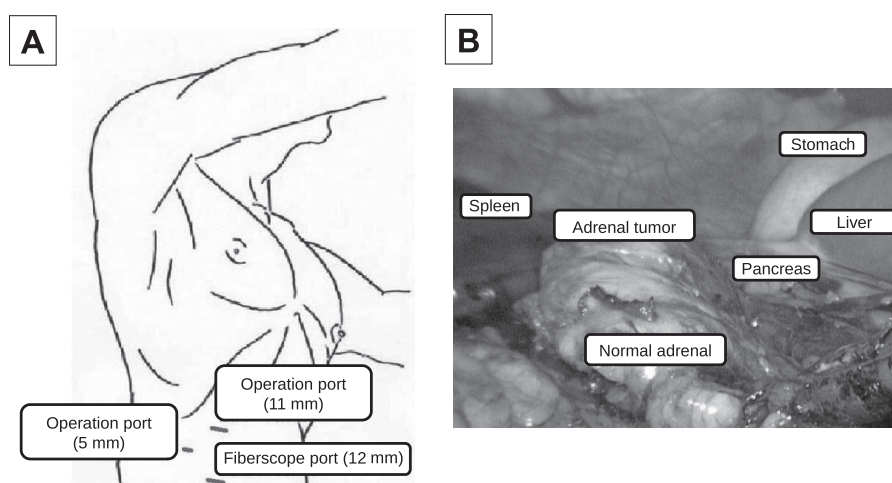 A
B
Operation port
(11 mm)
Operation port
(5 mm)
Fiberscope port (12 mm)
Stomach
Spleen
Liver
Adrenal tumor
Pancreas
Normal adrenal